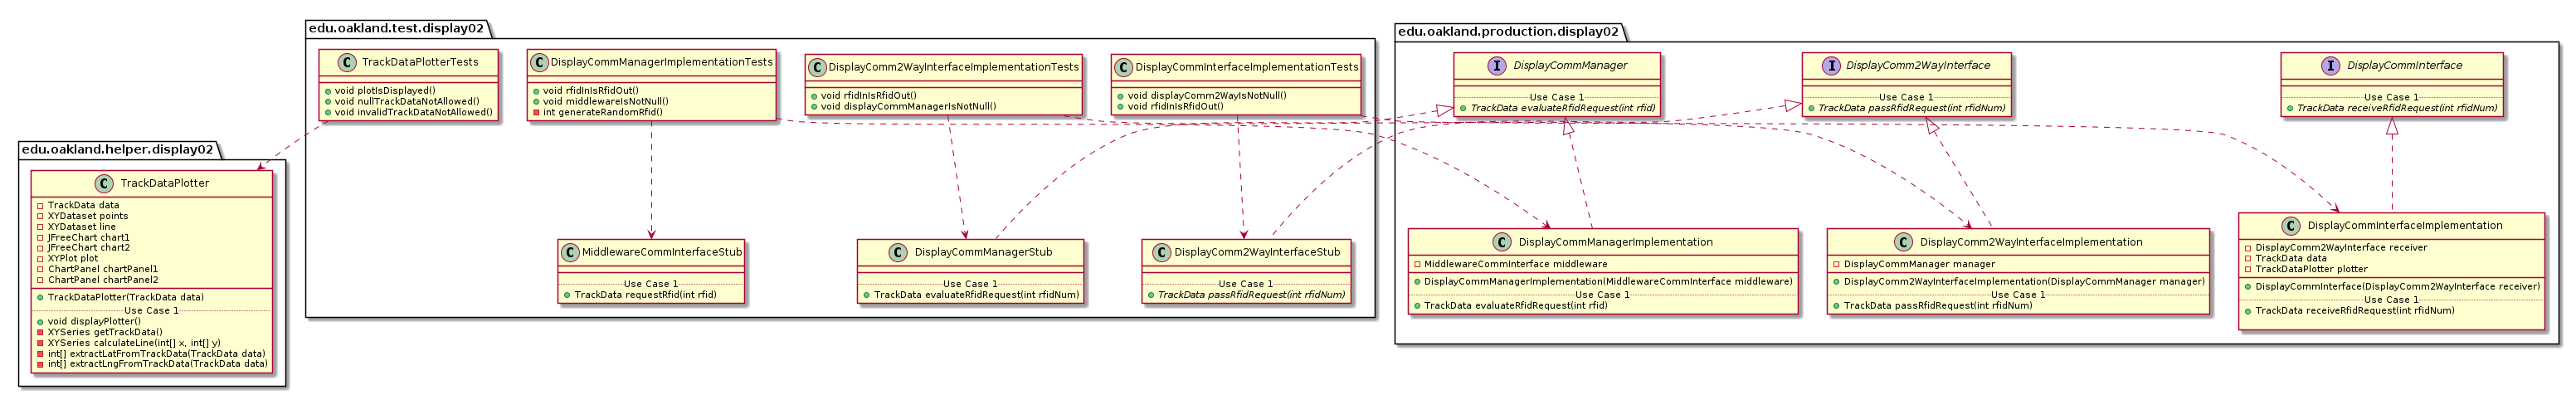 edu.oakland.test.display02
TrackDataPlotterTests
void plotIsDisplayed()
void nullTrackDataNotAllowed()
void invalidTrackDataNotAllowed()
DisplayCommManagerImplementationTests
void rfidInIsRfidOut()
void middlewareIsNotNull()
int generateRandomRfid()
DisplayComm2WayInterfaceImplementationTests
void rfidInIsRfidOut()
void displayCommManagerIsNotNull()
DisplayCommInterfaceImplementationTests
void displayComm2WayIsNotNull()
void rfidInIsRfidOut()
MiddlewareCommInterfaceStub
Use Case 1
TrackData requestRfid(int rfid)
DisplayCommManagerStub
Use Case 1
TrackData evaluateRfidRequest(int rfidNum)
DisplayComm2WayInterfaceStub
Use Case 1
TrackData passRfidRequest(int rfidNum)
edu.oakland.production.display02
DisplayCommManager
Use Case 1
TrackData evaluateRfidRequest(int rfid)
DisplayComm2WayInterface
Use Case 1
TrackData passRfidRequest(int rfidNum)
DisplayCommInterface
Use Case 1
TrackData receiveRfidRequest(int rfidNum)
DisplayCommManagerImplementation
MiddlewareCommInterface middleware
DisplayCommManagerImplementation(MiddlewareCommInterface middleware)
Use Case 1
TrackData evaluateRfidRequest(int rfid)
DisplayComm2WayInterfaceImplementation
DisplayCommManager manager
DisplayComm2WayInterfaceImplementation(DisplayCommManager manager)
Use Case 1
TrackData passRfidRequest(int rfidNum)
DisplayCommInterfaceImplementation
DisplayComm2WayInterface receiver
TrackData data
TrackDataPlotter plotter
DisplayCommInterface(DisplayComm2WayInterface receiver)
Use Case 1
TrackData receiveRfidRequest(int rfidNum)
edu.oakland.helper.display02
TrackDataPlotter
TrackData data
XYDataset points
XYDataset line
JFreeChart chart1
JFreeChart chart2
XYPlot plot
ChartPanel chartPanel1
ChartPanel chartPanel2
TrackDataPlotter(TrackData data)
Use Case 1
void displayPlotter()
XYSeries getTrackData()
XYSeries calculateLine(int[] x, int[] y)
int[] extractLatFromTrackData(TrackData data)
int[] extractLngFromTrackData(TrackData data)